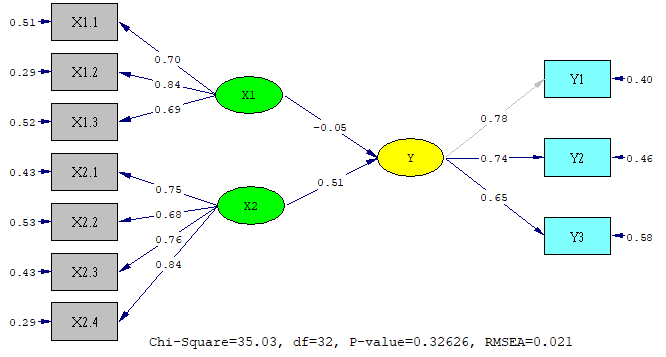 0.51 X1.1
0.70
0.29 X1.2
0.84
X1
0.52 X1.3
0.69
-0.05
0.43 X2.1
0.75
0.53 X2.2
0.68
X2
0.51
0.43 X2.3
0.76
0.29 X2.4
0.84
Y
0.78
Y1 0.40
0.74
Y2 0.46
0.65
Y3 0.58
Chi-Square=35.03, df=32, P-value=0.32626, RMSEA=0.021